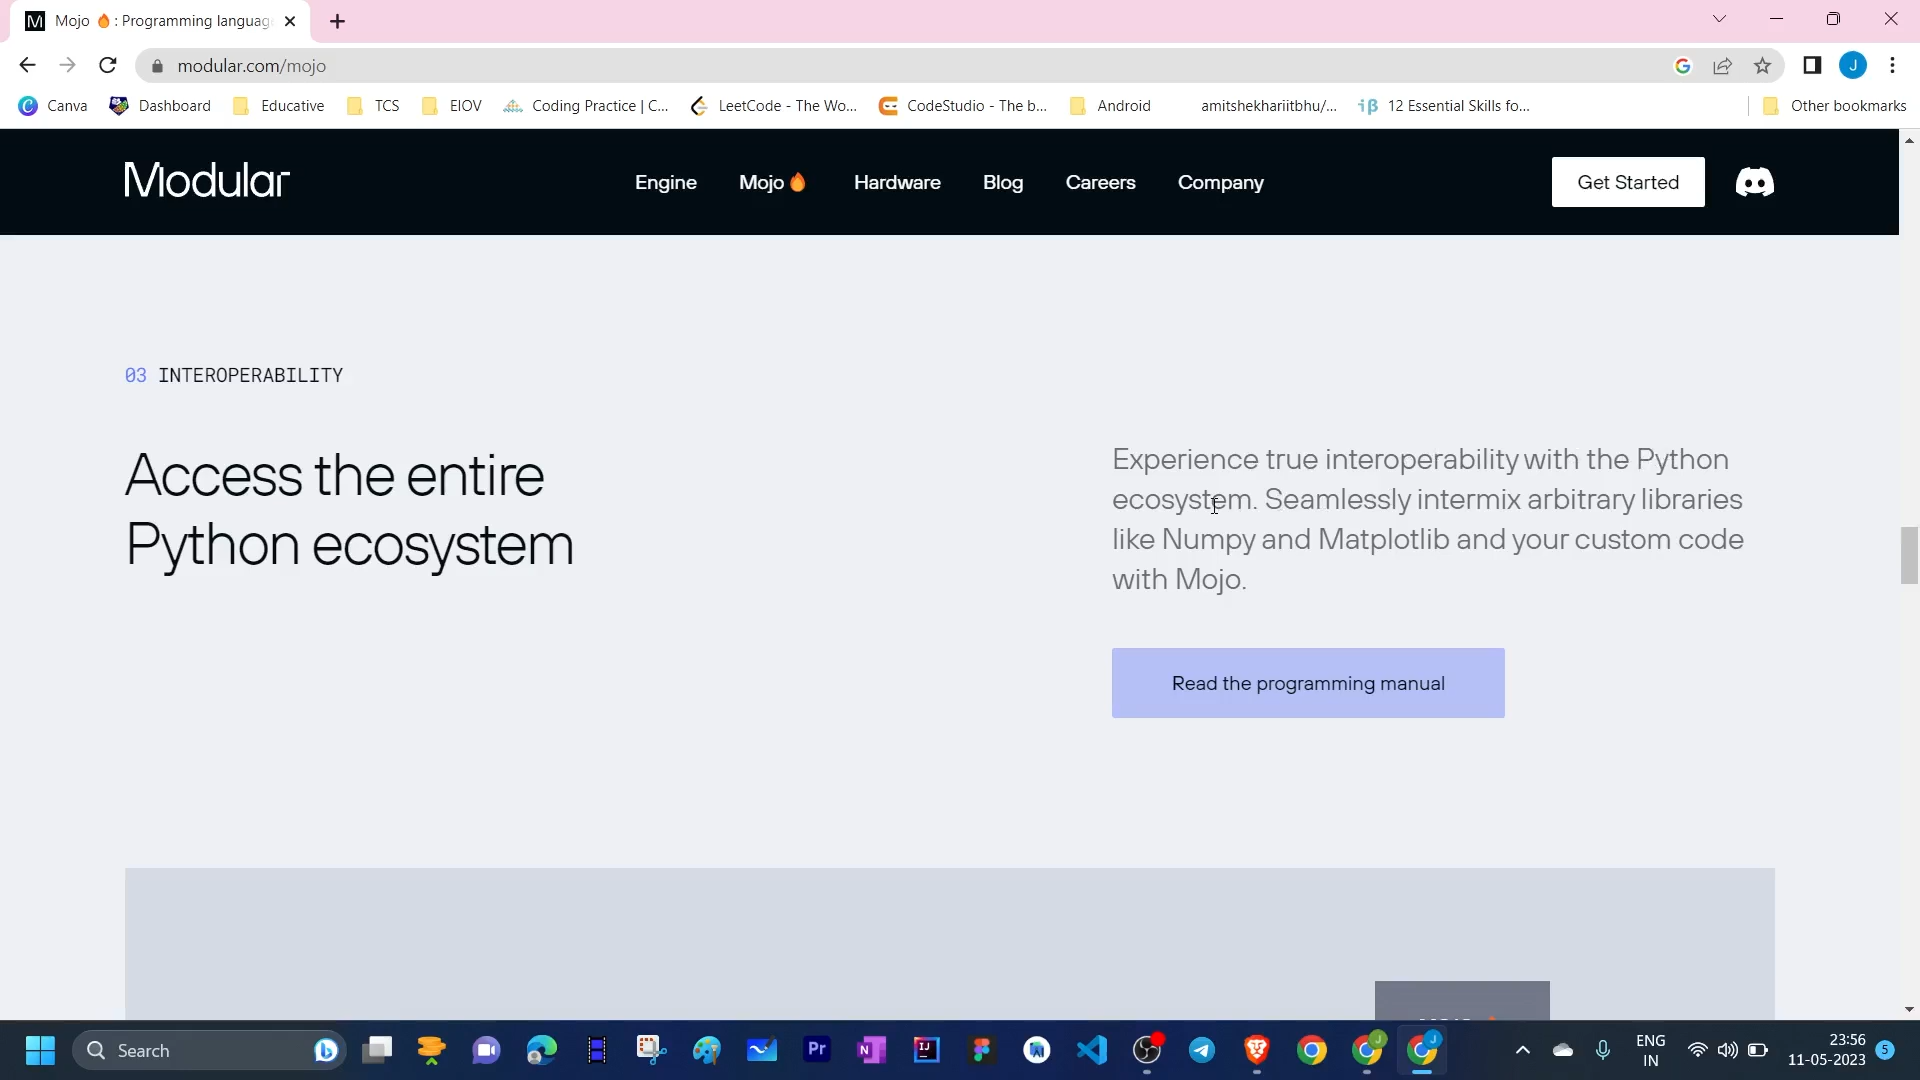 M Mojo 🔥 : Programming languag
modular.com/mojo
J
Canva
Dashboard
Educative
TCS
EIOV
Coding Practice | C...
LeetCode - The Wo...
CodeStudio - The b...
Android
amitshekhariitbhu/...
12 Essential Skills fo...
Other bookmarks
Modular
Engine
Mojo🔥
Hardware
Blog
Careers
Company
Get Started
03 INTEROPERABILITY
Access the entire
Python ecosystem
Experience true interoperability with the Python
ecosystem. Seamlessly intermix arbitrary libraries
like Numpy and Matplotlib and your custom code
with Mojo.
Read the programming manual
Search
Pr
N
IJ
J
J
ENG
IN
23:56
11-05-2023
5